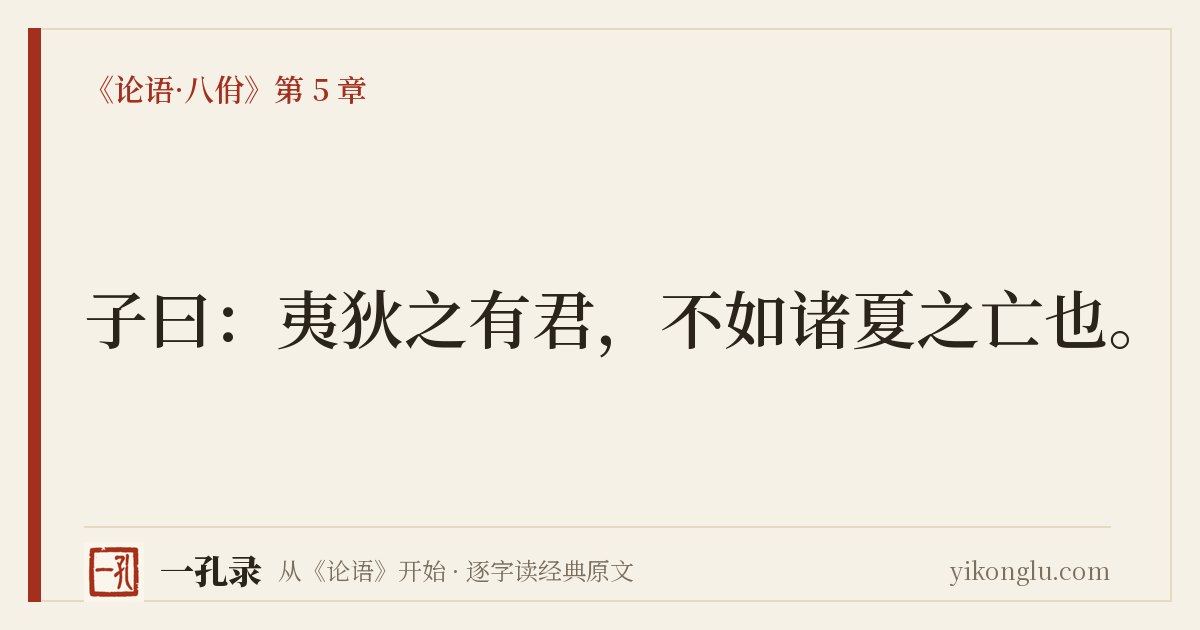 《论语·八佾》第 5 章
子曰：夷狄之有君，不如诸夏之亡也。
一孔
一孔录 从《论语》开始 · 逐字读经典原文 yikonglu.com